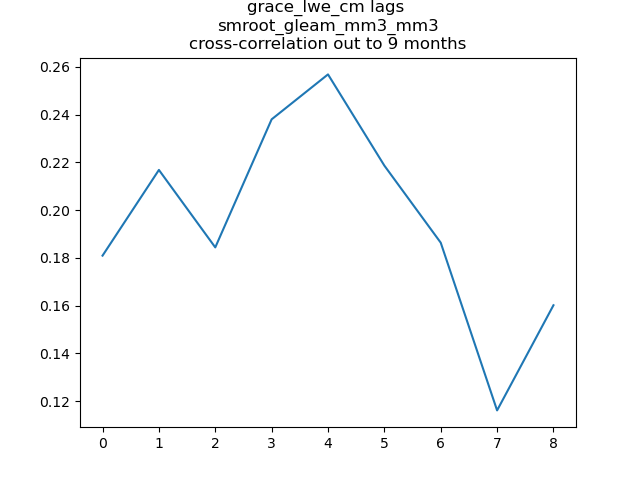 grace_lwe_cm lags
smroot_gleam_mm3_mm3
cross-correlation out to 9 months
0.26
0.24
0.22
0.20
0.18
0.16
0.14
0.12
0 1 2 3 4 5 6 7 8